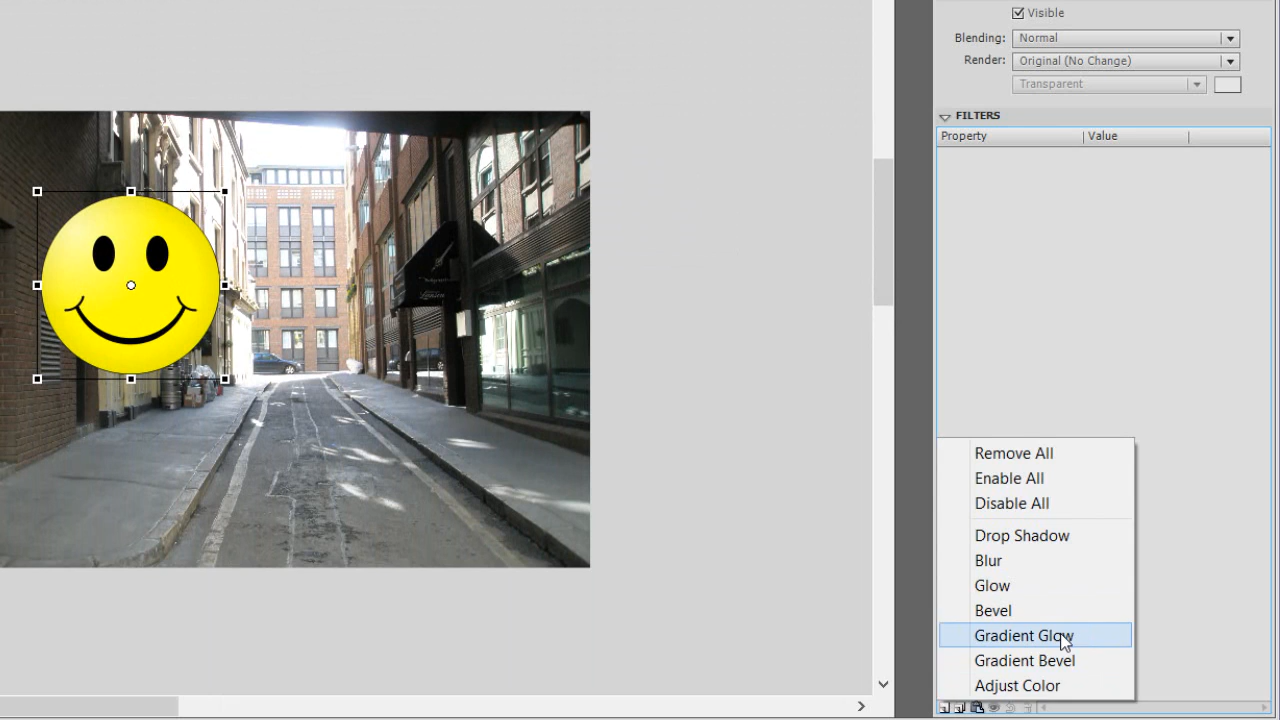 Visible
Blending: Normal
Render: Original (No Change)
Transparent
FILTERS
Property Value
Remove All
Enable All
Disable All
Drop Shadow
Blur
Glow
Bevel
Gradient Glow
Gradient Bevel
Adjust Color